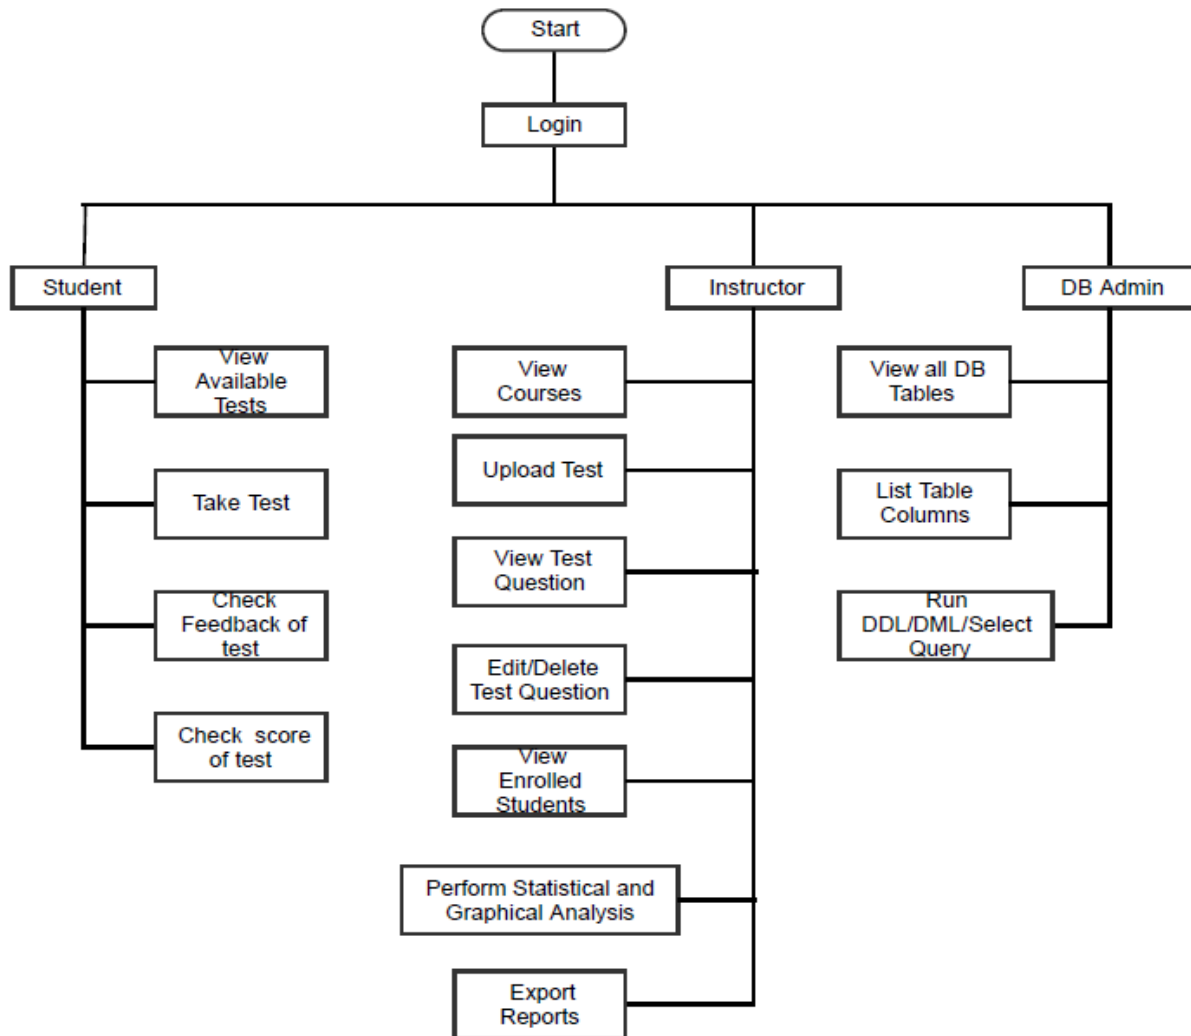 Start
Login
Student
Instructor
DB Admin
View
Available
Tests
Take Test
Check
Feedback of
test
Check score
of test
View
Courses
Upload Test
View Test
Question
Edit/Delete
Test Question
View
Enrolled
Students
Perform Statistical and
Graphical Analysis
Export
Reports
View all DB
Tables
List Table
Columns
Run
DDL/DML/Select
Query